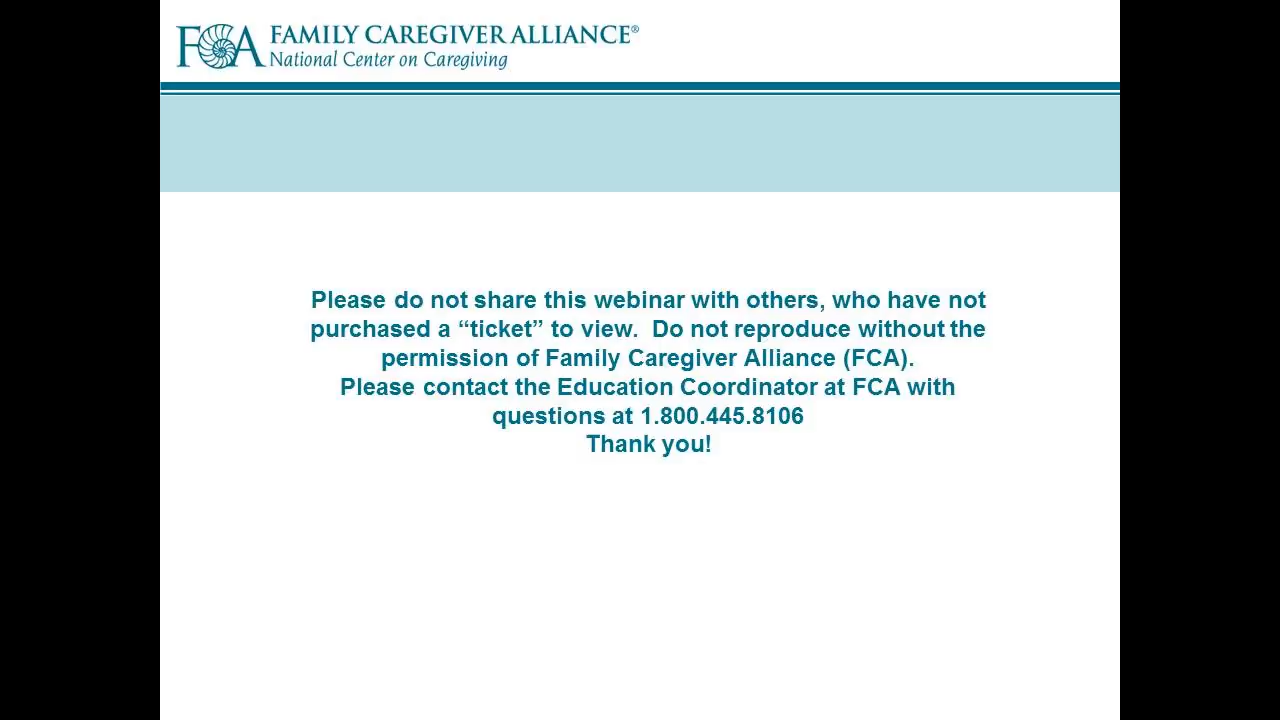 FCA FAMILY CAREGIVER ALLIANCE®
National Center on Caregiving
Please do not share this webinar with others, who have not
purchased a “ticket” to view.  Do not reproduce without the
permission of Family Caregiver Alliance (FCA).
Please contact the Education Coordinator at FCA with
questions at 1.800.445.8106
Thank you!